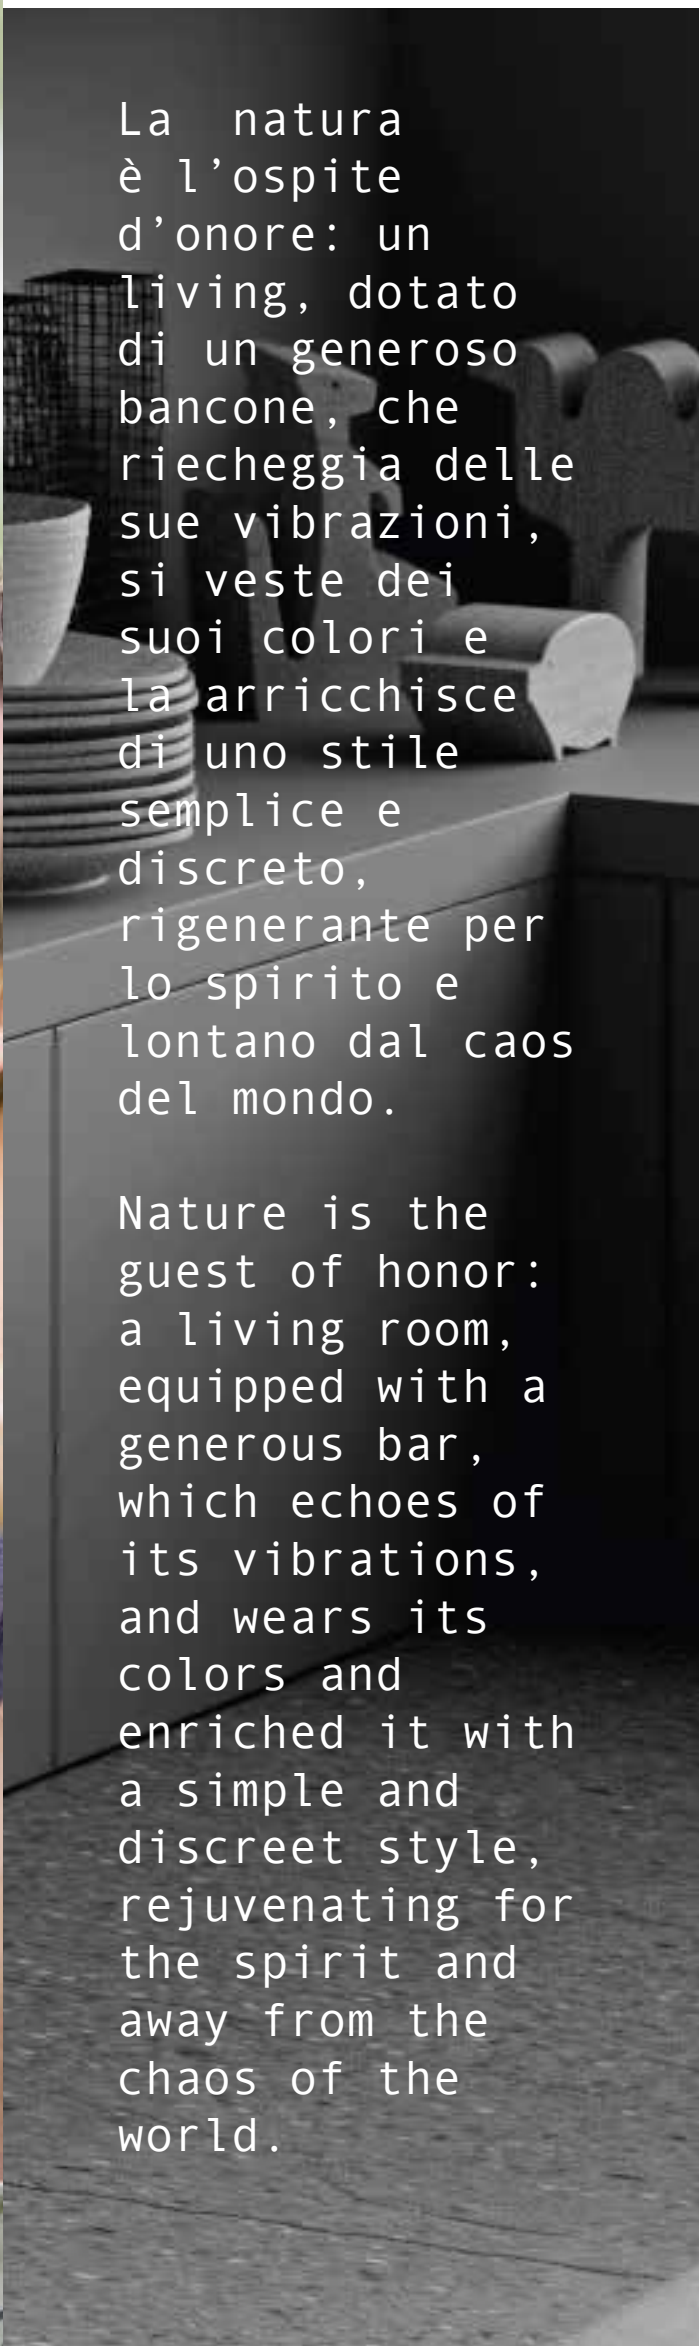 La  natura
è l’ospite
d’onore: un
living, dotato
di un generoso
bancone, che
riecheggia delle
sue vibrazioni,
si veste dei
suoi colori e
la arricchisce
di uno stile
semplice e
discreto,
rigenerante per
lo spirito e
lontano dal caos
del mondo.

Nature is the
guest of honor:
a living room,
equipped with a
generous bar,
which echoes of
its vibrations,
and wears its
colors and
enriched it with
a simple and
discreet style,
rejuvenating for
the spirit and
away from the
chaos of the
world.